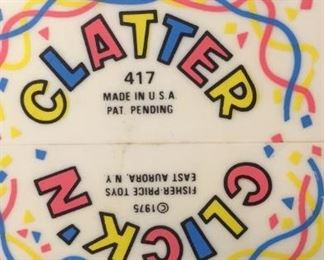 CLATTER
417
MADE IN U.S.A.
PAT. PENDING
CLICK 'N
©1975
FISHER-PRICE TOYS
EAST AURORA, N.Y.